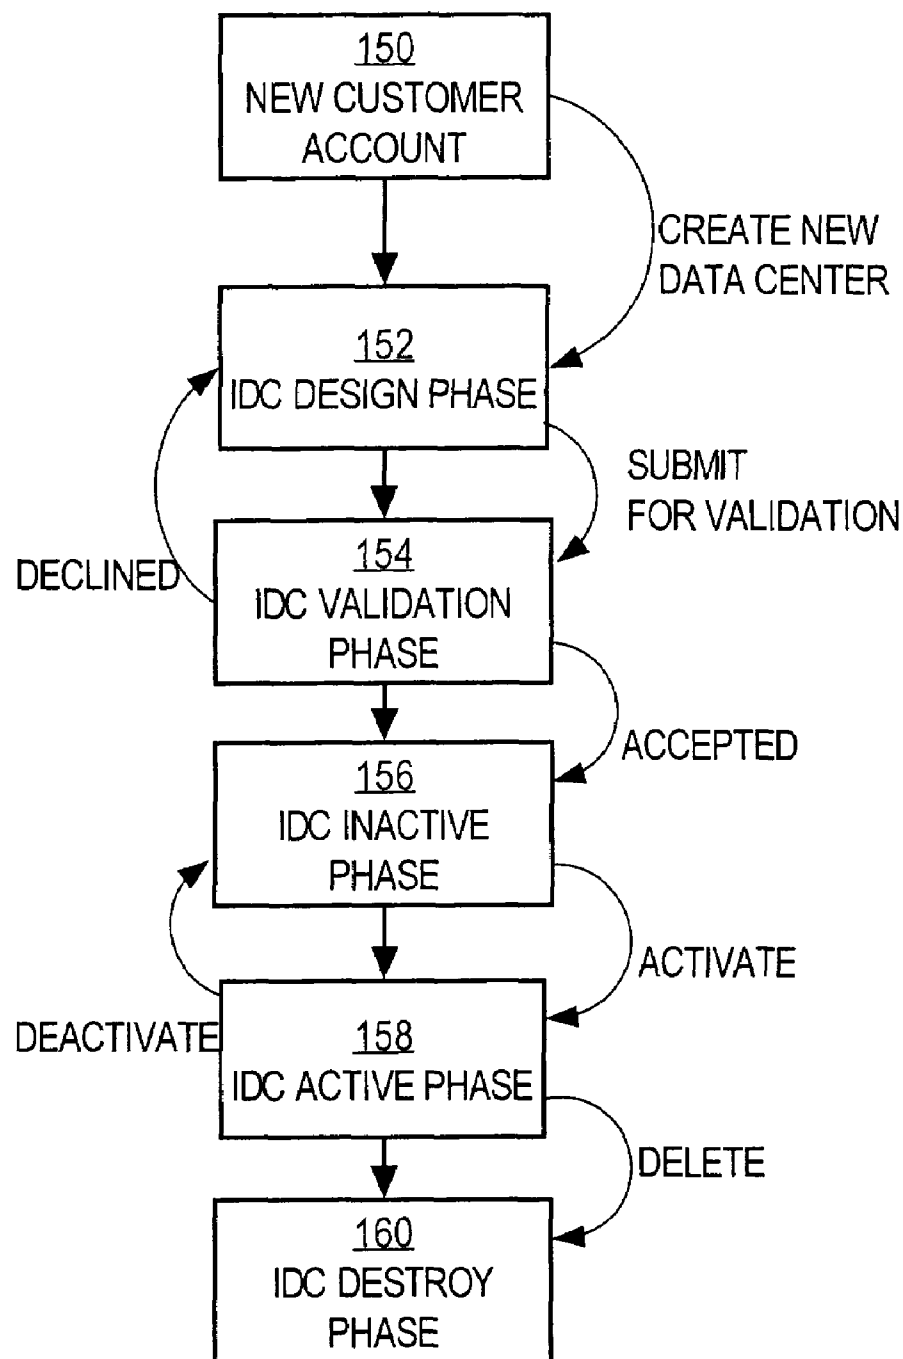 150
NEW CUSTOMER
ACCOUNT
CREATE NEW
DATA CENTER
152
IDC DESIGN PHASE
SUBMIT
FOR VALIDATION
DECLINED
154
IDC VALIDATION
PHASE
ACCEPTED
156
IDC INACTIVE
PHASE
ACTIVATE
DEACTIVATE
158
IDC ACTIVE PHASE
DELETE
160
IDC DESTROY
PHASE